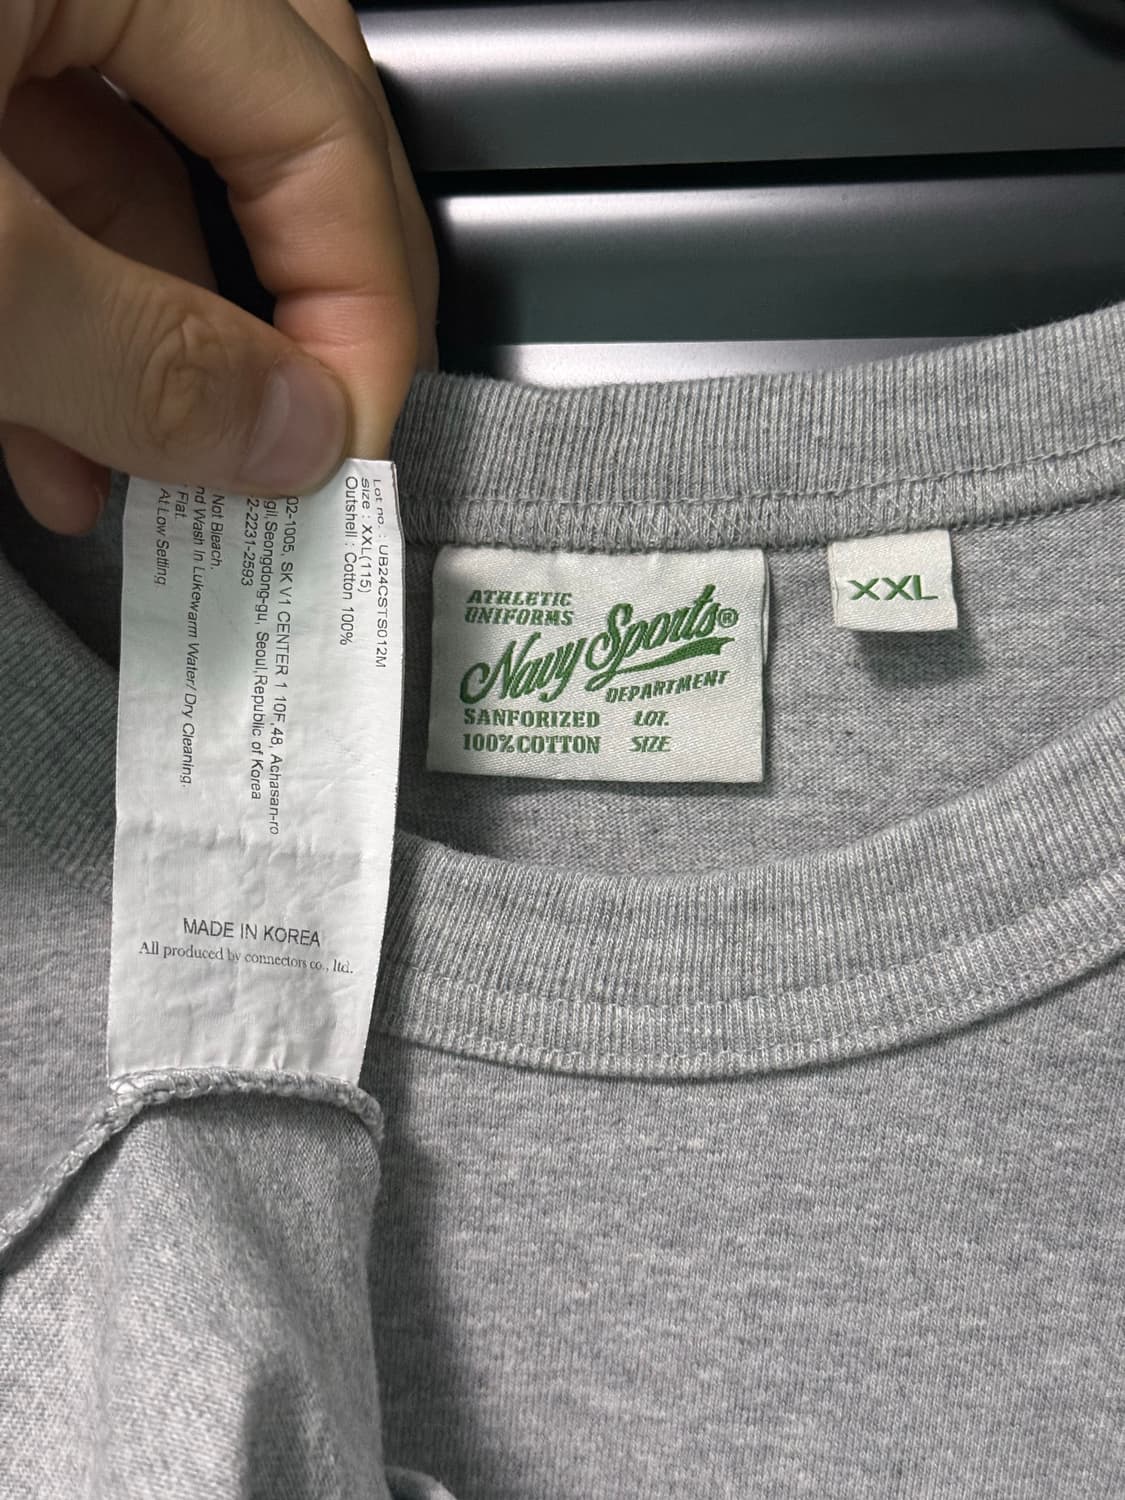 Lot no. : UB24CSTS012M
Size : XXL(115)
Outshell : Cotton 100%
02-1005, SK V1 CENTER 1 10F,48, Achasan-ro
gil,Seongdong-gu, Seoul,Republic of Korea
2-2231-2593
Not Bleach.
nd Wash In Lukewarm Water/ Dry Cleaning.
Flat.
At Low Setting
MADE IN KOREA
All produced by connectors co., ltd.
ATHLETIC
UNIFORMS
Navy Sports®
DEPARTMENT
SANFORIZED LOT.
100% COTTON SIZE
XXL